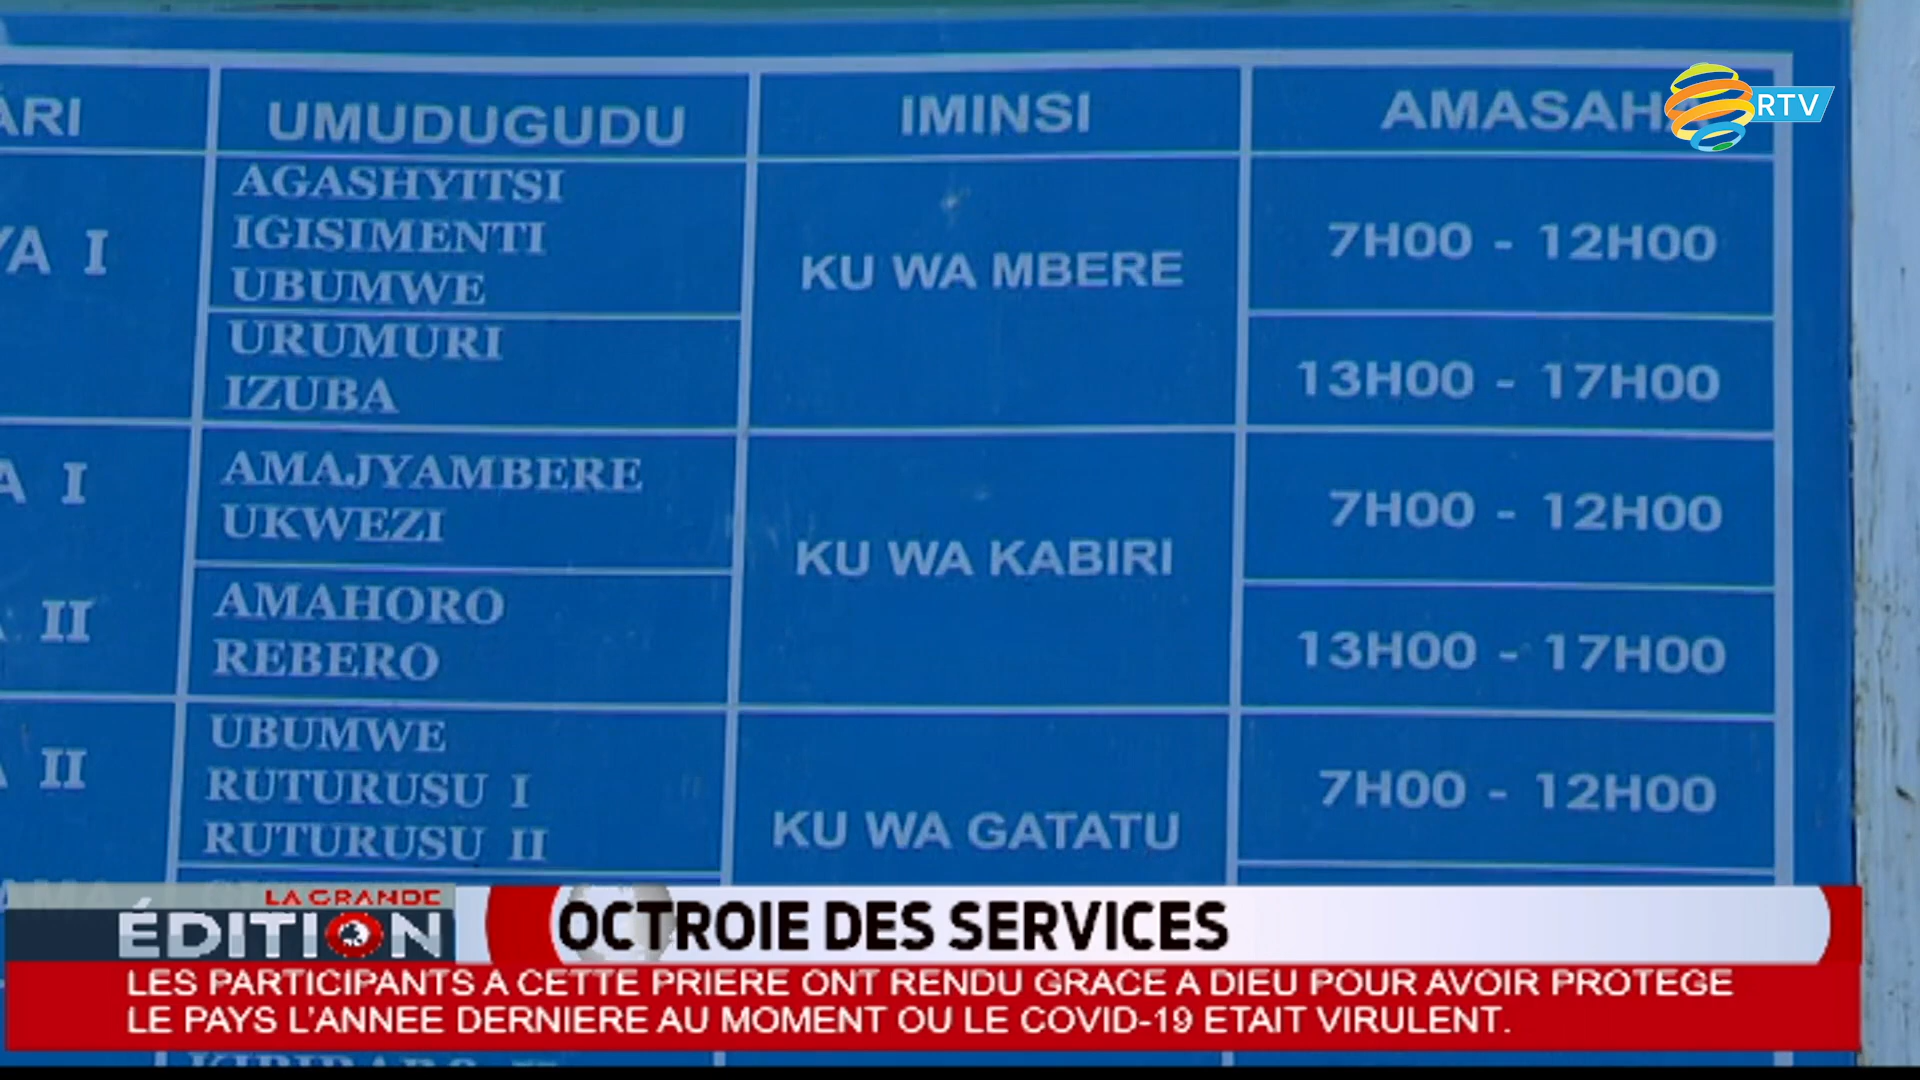 UMUDUGUDU IMINSI AMASAHA
RTV
AGASHYITSI
IGISIMENTI
UBUMWE
KU WA MBERE
7H00 - 12H00
I
URUMURI
IZUBA
13H00 - 17H00
I
AMAJYAMBERE
UKWEZI
KU WA KABIRI
7H00 - 12H00
II
AMAHORO
REBERO
13H00 - 17H00
II
UBUMWE
RUTURUSU I
RUTURUSU II
KU WA GATATU
7H00 - 12H00
LA GRANDE
ÉDITION
OCTROIE DES SERVICES
LES PARTICIPANTS A CETTE PRIERE ONT RENDU GRACE A DIEU POUR AVOIR PROTEGE
LE PAYS L'ANNEE DERNIERE AU MOMENT OU LE COVID-19 ETAIT VIRULENT.